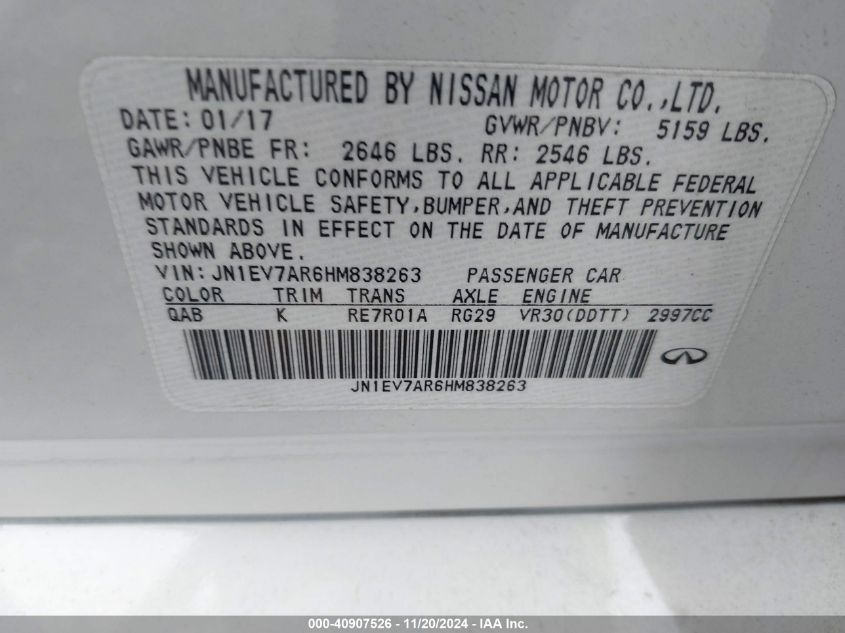 MANUFACTURED BY NISSAN MOTOR CO.,LTD.
DATE: 01/17 GVWR/PNBV: 5159 LBS.
GAWR/PNBE FR: 2646 LBS. RR: 2546 LBS.
THIS VEHICLE CONFORMS TO ALL APPLICABLE FEDERAL
MOTOR VEHICLE SAFETY,BUMPER,AND THEFT PREVENTION
STANDARDS IN EFFECT ON THE DATE OF MANUFACTURE
SHOWN ABOVE.
VIN: JN1EV7AR6HM838263 PASSENGER CAR
COLOR TRIM TRANS AXLE ENGINE
QAB K RE7R01A RG29 VR30(DDTT) 2997CC
JN1EV7AR6HM838263
000-40907526 - 11/20/2024 - IAA Inc.